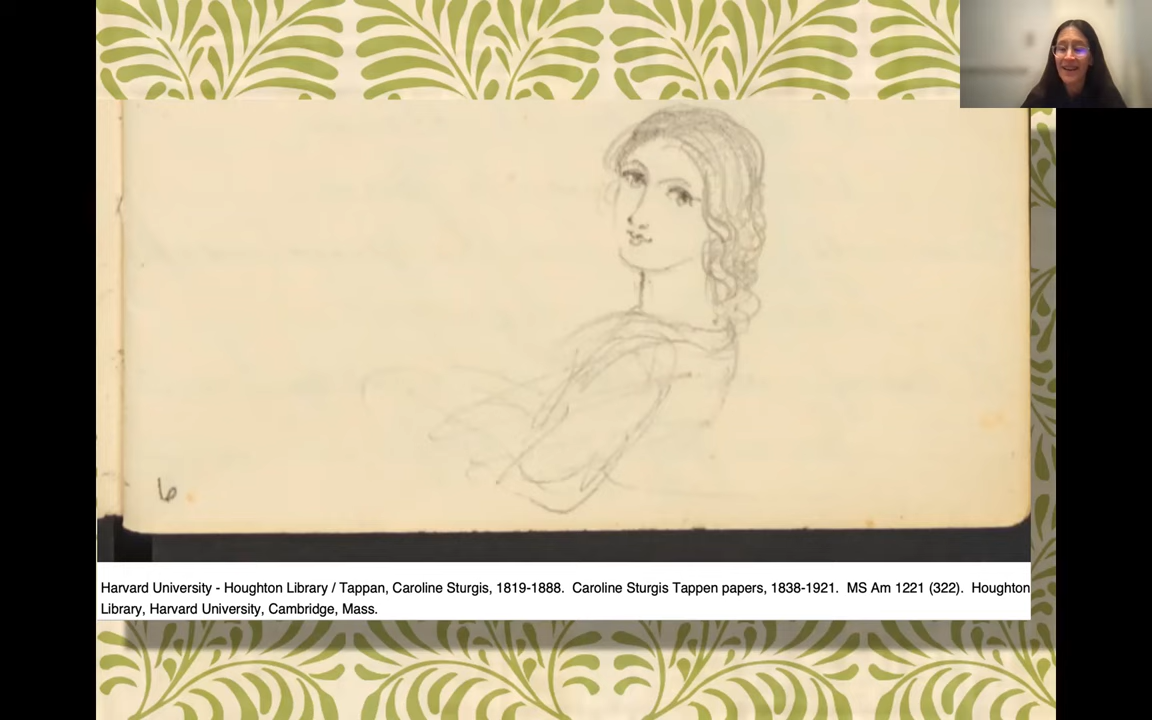 6
Harvard University - Houghton Library / Tappan, Caroline Sturgis, 1819-1888.  Caroline Sturgis Tappen papers, 1838-1921.  MS Am 1221 (322).  Houghton
Library, Harvard University, Cambridge, Mass.